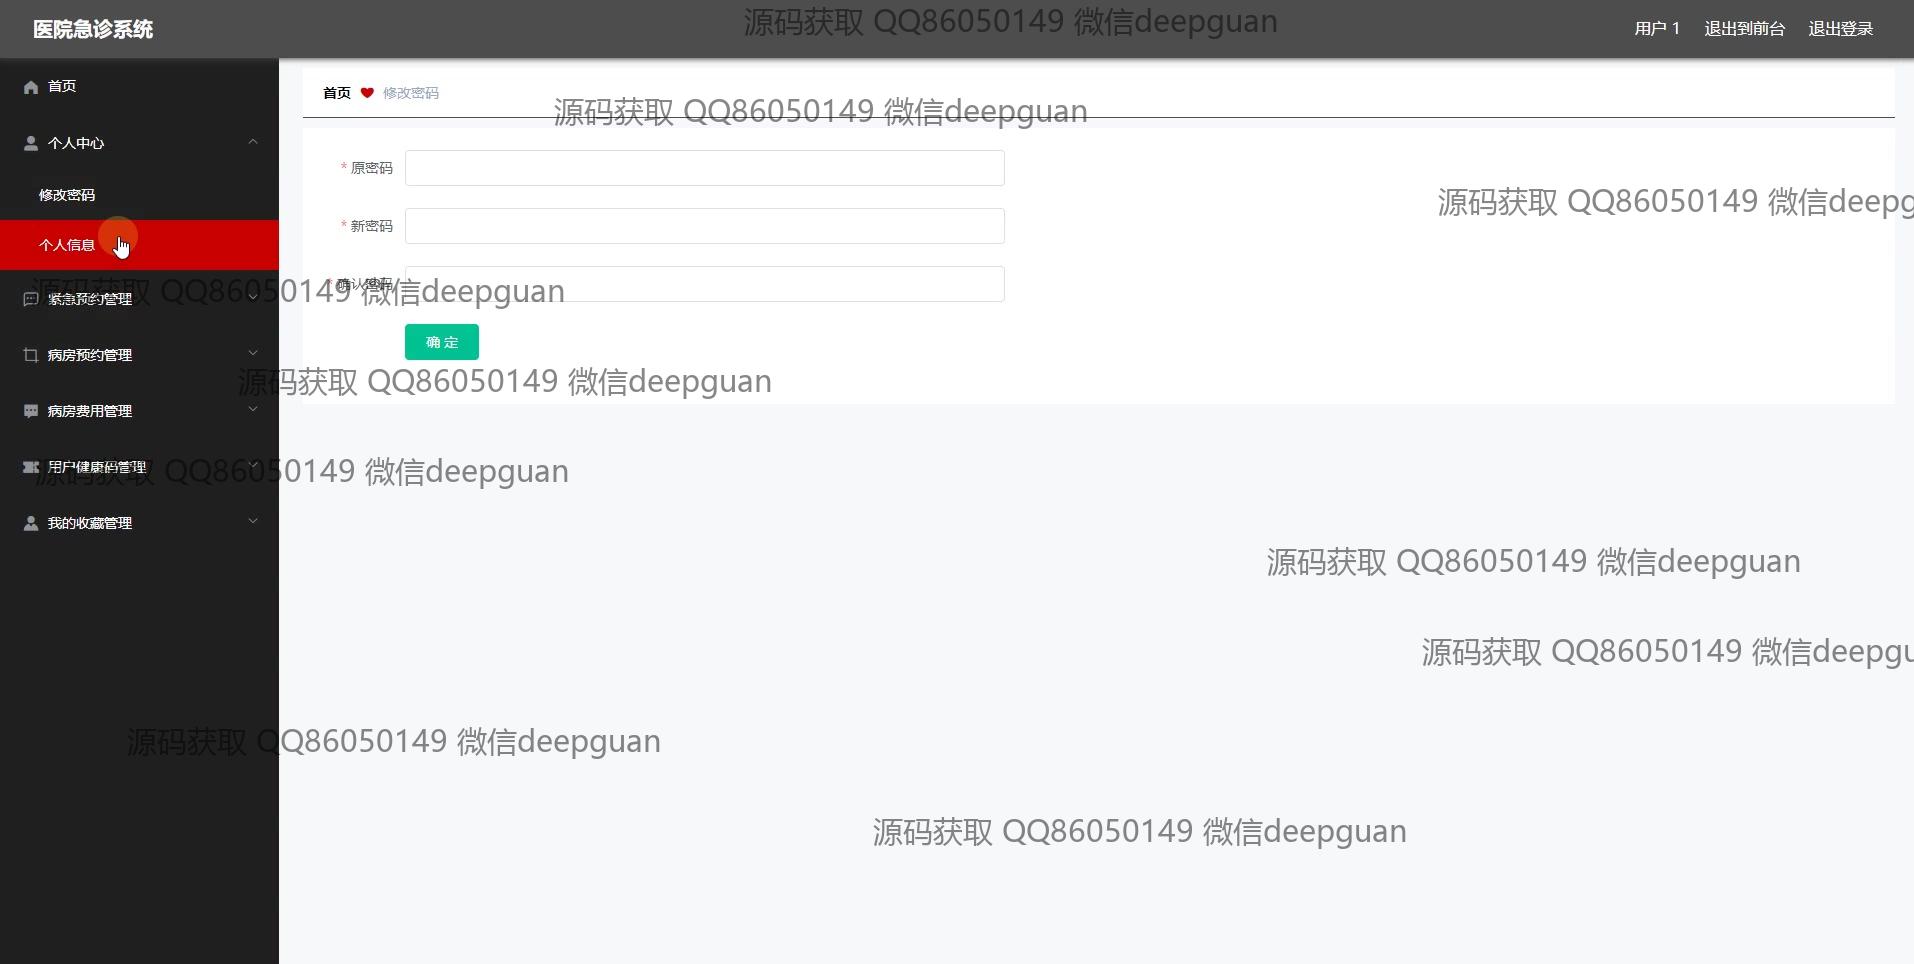 医院急诊系统
源码获取 QQ86050149 微信deepguan
用户 1 退出到前台 退出登录
首页
首页 修改密码
源码获取 QQ86050149 微信deepguan
个人中心
* 原密码
修改密码
源码获取 QQ86050149 微信deepg
* 新密码
个人信息
* 确认密码
源码获取 QQ86050149 微信deepguan
紧急预约管理
确 定
病房预约管理
源码获取 QQ86050149 微信deepguan
病房费用管理
用户健康码管理
源码获取 QQ86050149 微信deepguan
我的收藏管理
源码获取 QQ86050149 微信deepguan
源码获取 QQ86050149 微信deepgu
源码获取 QQ86050149 微信deepguan
源码获取 QQ86050149 微信deepguan